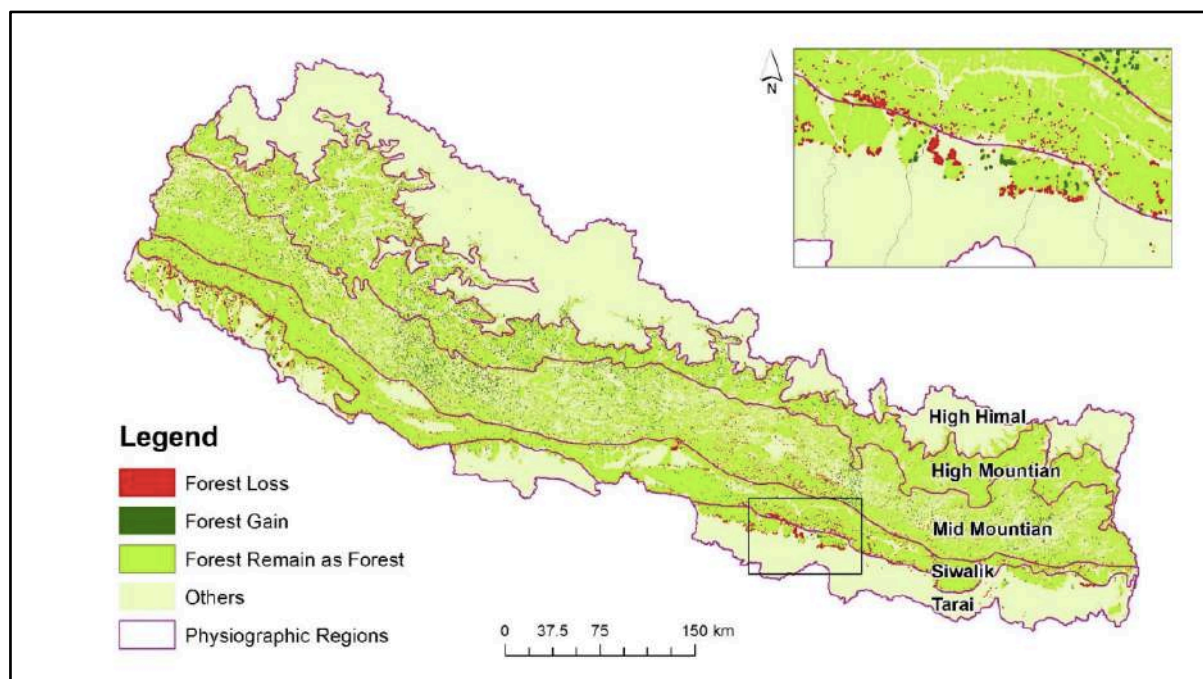 N
High Himal
High Mountian
Mid Mountian
Siwalik
Tarai
Legend
Forest Loss
Forest Gain
Forest Remain as Forest
Others
Physiographic Regions
0 37.5 75 150 km